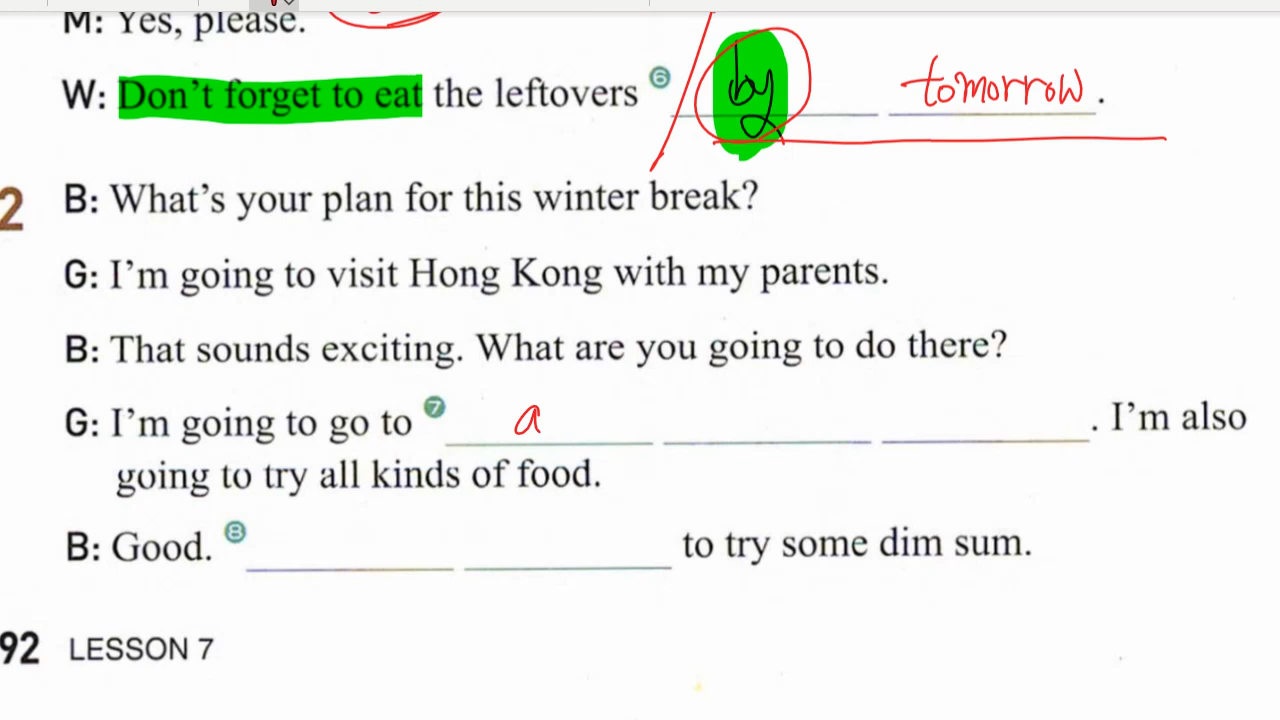 M: Yes, please.
W: Don't forget to eat the leftovers ⑥ by tomorrow.
2 B: What's your plan for this winter break?
G: I'm going to visit Hong Kong with my parents.
B: That sounds exciting. What are you going to do there?
G: I'm going to go to ⑦ a . I'm also
going to try all kinds of food.
B: Good. ⑧ to try some dim sum.
92 LESSON 7